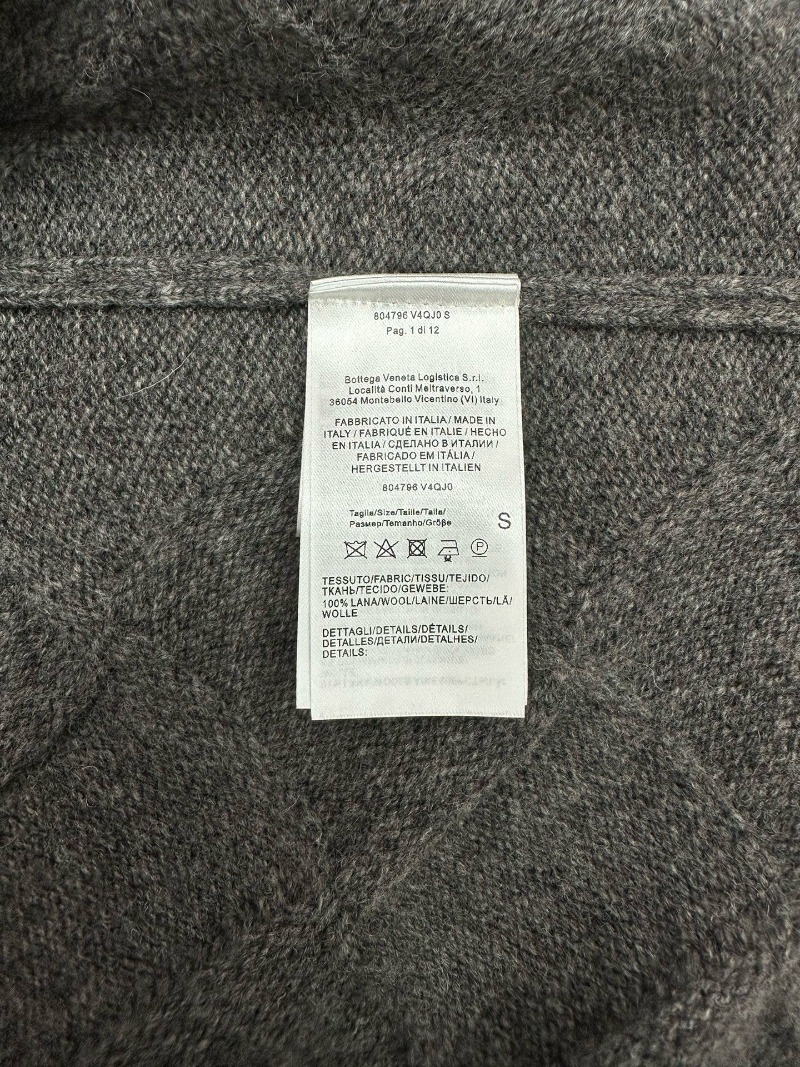 804796 V4QJ0 S
Pag. 1 di 12
Bottega Veneta Logistica S.r.l.
Località Conti Meltraverso, 1
36054 Montebello Vicentino (VI) Italy
FABBRICATO IN ITALIA / MADE IN
ITALY / FABRIQUÉ EN ITALIE / HECHO
EN ITALIA / СДЕЛАНО В ИТАЛИИ /
FABRICADO EM ITÁLIA /
HERGESTELLT IN ITALIEN
804796 V4QJ0
Taglia/Size/Taille/Talla/
Размер/Tamanho/Größe S
P
TESSUTO/FABRIC/TISSU/TEJIDO/
ТКАНЬ/TECIDO/GEWEBE:
100% LANA/WOOL/LAINE/ШЕРСТЬ/LÃ/
WOLLE
DETTAGLI/DETAILS/DÉTAILS/
DETALLES/ДЕТАЛИ/DETALHES/
DETAILS: